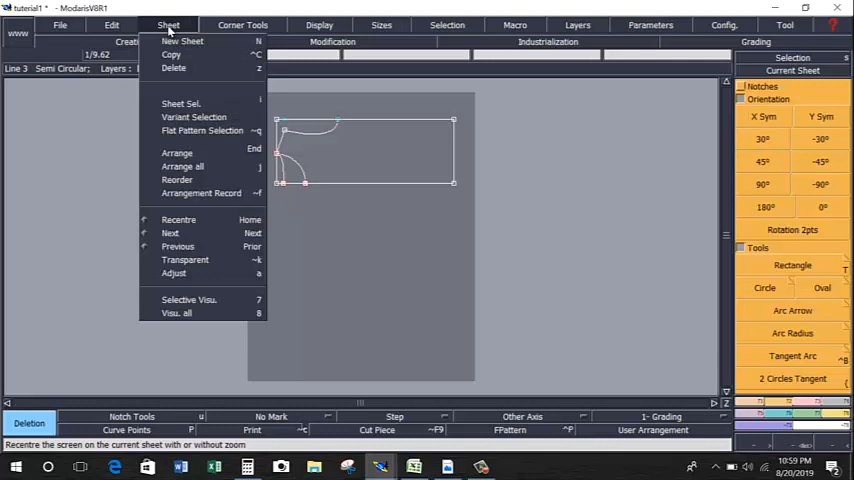 tuturial1 * - ModarisV8R1
www File Edit Sheet Corner Tools Display Sizes Selection Macro Layers Parameters Config. Tool ?
Creati Modification Industrialization Grading
1/9.62
Line 3 Semi Circular; Layers :
New Sheet N
Copy ^C
Delete z
Sheet Sel. i
Variant Selection
Flat Pattern Selection ~q
Arrange End
Arrange all j
Reorder
Arrangement Record ~f
Recentre Home
Next Next
Previous Prior
Transparent ~k
Adjust a
Selective Visu. 7
Visu. all 8
Selection s
Current Sheet
Notches
Orientation
X Sym Y Sym
30° -30°
45° -45°
90° -90°
180° 0°
Rotation 2pts
Tools
Rectangle T
Circle Oval
Arc Arrow
Arc Radius
Tangent Arc ^B
2 Circles Tangent {
Z
Deletion
Notch Tools u No Mark Step Other Axis 1- Grading
Curve Points P Print ~c Cut Piece ~F9 FPattern ^P User Arrangement
Recentre the screen on the current sheet with or without zoom
10:59 PM
8/20/2019
2